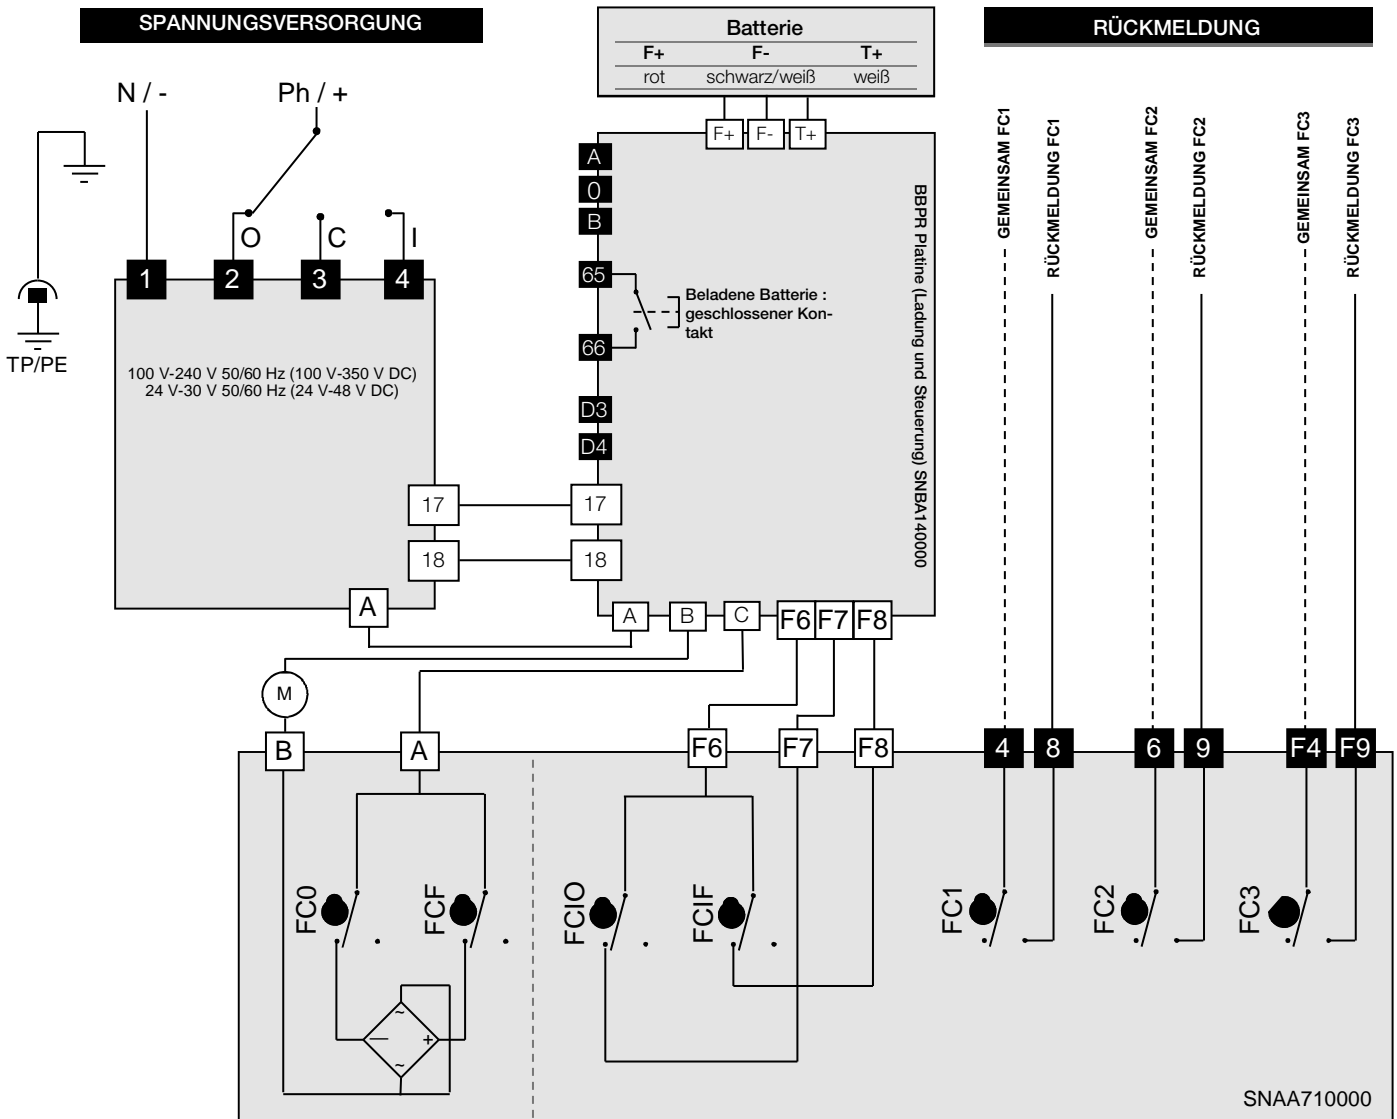 SPANNUNGSVERSORGUNG
Batterie
F+ F- T+
rot schwarz/weiß weiß
RÜCKMELDUNG
N / -
Ph / +
F+ F- T+
A
0
B
65
66
D3
D4
Beladene Batterie :
geschlossener Kon-
takt
BBPR Platine (Ladung und Steuerung) SNBA140000
GEMEINSAM FC1
RÜCKMELDUNG FC1
GEMEINSAM FC2
RÜCKMELDUNG FC2
GEMEINSAM FC3
RÜCKMELDUNG FC3
O C I
1 2 3 4
TP/PE
100 V-240 V 50/60 Hz (100 V-350 V DC)
24 V-30 V 50/60 Hz (24 V-48 V DC)
17 17
18 18
A
A B C F6 F7 F8
M
B A F6 F7 F8 4 8 6 9 F4 F9
FC0 FCF FCIO FCIF FC1 FC2 FC3
~
— +
~
SNAA710000